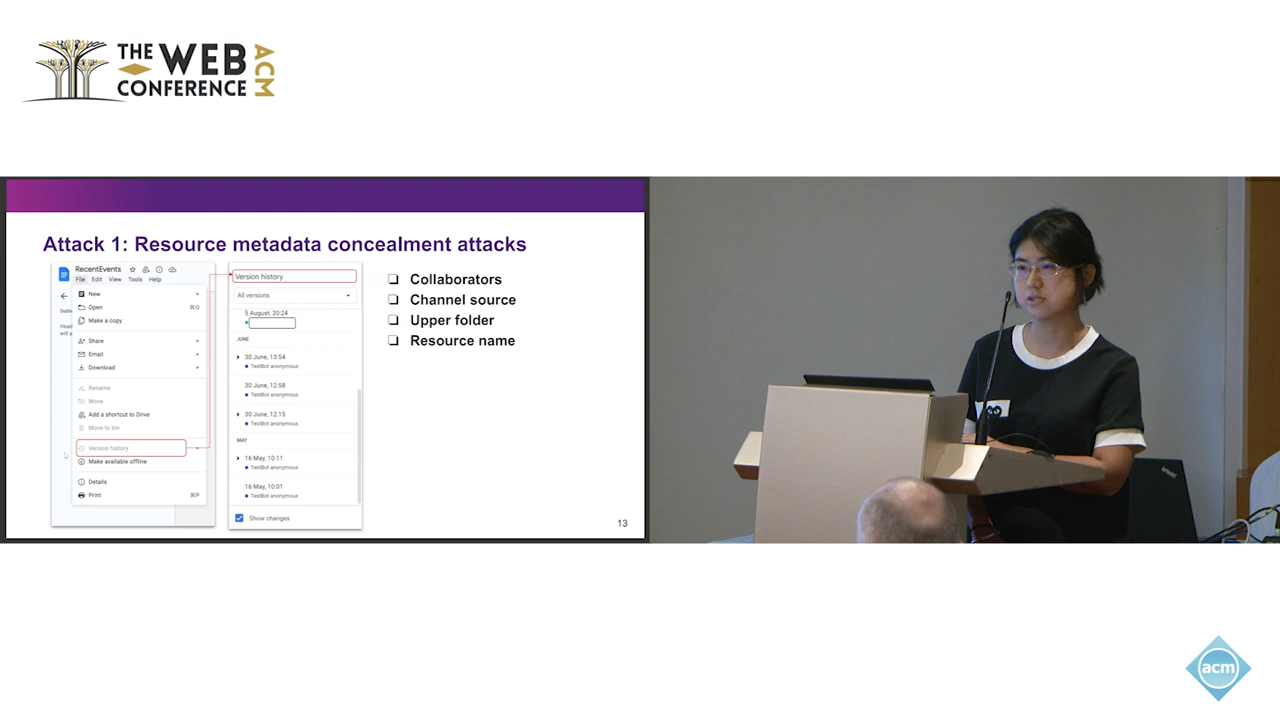 THE WEB
CONFERENCE
ACM
Attack 1: Resource metadata concealment attacks
RecentEvents
File Edit View Tools Help
New
Open ⌘O
Make a copy
Share
Email
Download
Rename
Move
Add a shortcut to Drive
Move to bin
Version history
Make available offline
Details
Print ⌘P
Version history
All versions
5 August, 20:24
JUNE
30 June, 13:54
TestBot anonymous
30 June, 12:58
TestBot anonymous
30 June, 12:15
TestBot anonymous
MAY
16 May, 10:11
TestBot anonymous
16 May, 10:01
TestBot anonymous
Show changes
❏ Collaborators
❏ Channel source
❏ Upper folder
❏ Resource name
13
acm